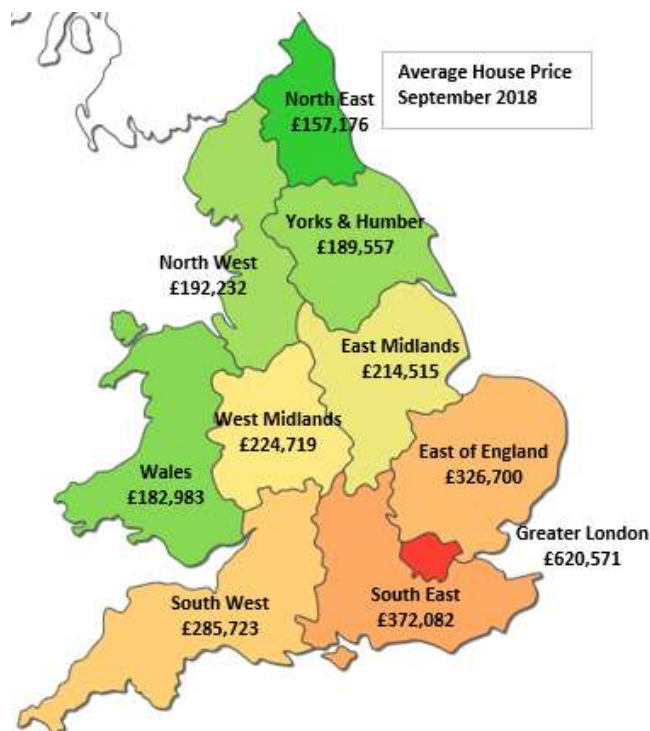 Average House Price
September 2018
North East
£157,176
Yorks & Humber
£189,557
North West
£192,232
East Midlands
£214,515
West Midlands
£224,719
East of England
£326,700
Wales
£182,983
Greater London
£620,571
South West
£285,723
South East
£372,082